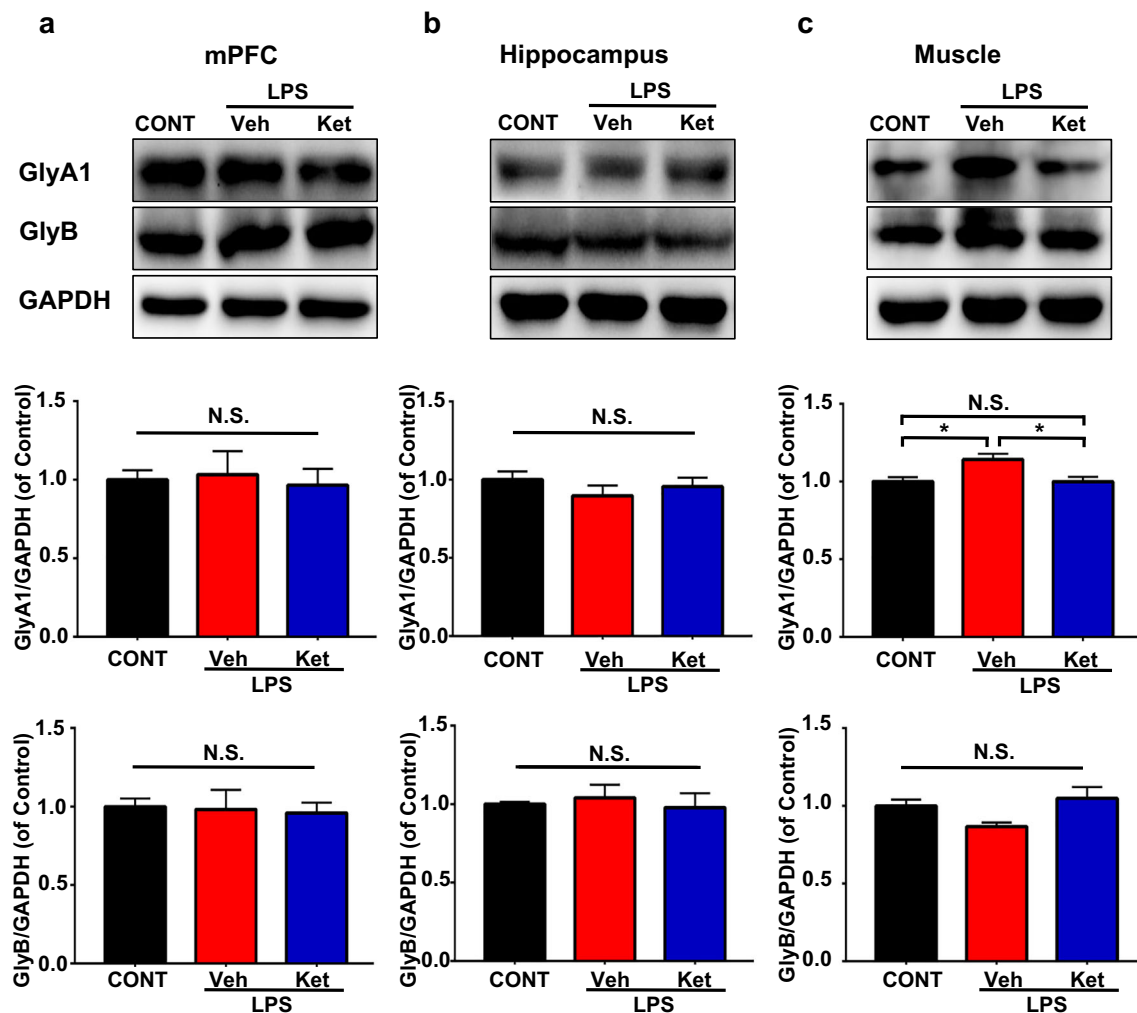 a b c
mPFC Hippocampus Muscle
LPS LPS LPS
CONT Veh Ket CONT Veh Ket CONT Veh Ket
GlyA1
GlyB
GAPDH
GlyA1/GAPDH (of Control)
1.5
1.0
0.5
0.0
N.S.
CONT Veh Ket
LPS
GlyA1/GAPDH (of Control)
1.5
1.0
0.5
0.0
N.S.
CONT Veh Ket
LPS
GlyA1/GAPDH (of Control)
1.5
1.0
0.5
0.0
N.S.
* *
CONT Veh Ket
LPS
GlyB/GAPDH (of Control)
1.5
1.0
0.5
0.0
N.S.
CONT Veh Ket
LPS
GlyB/GAPDH (of Control)
1.5
1.0
0.5
0.0
N.S.
CONT Veh Ket
LPS
GlyB/GAPDH (of Control)
1.5
1.0
0.5
0.0
N.S.
CONT Veh Ket
LPS